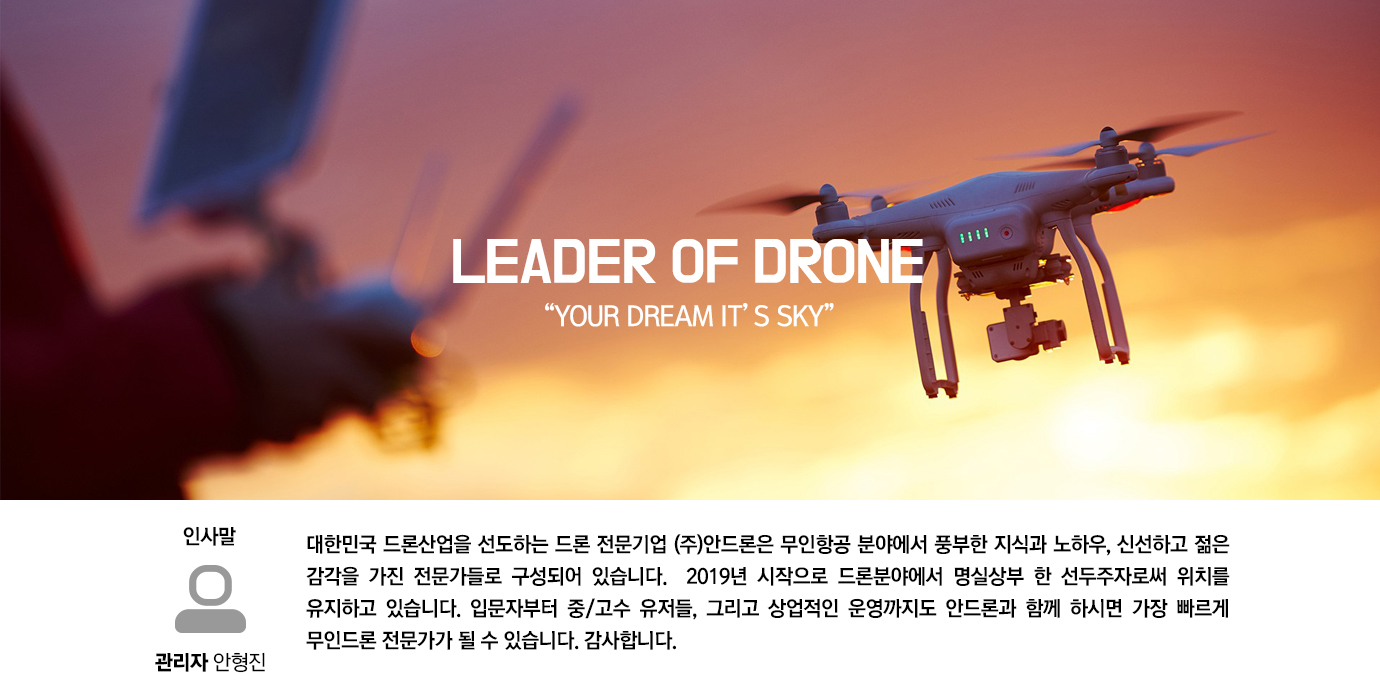 LEADER OF DRONE
“YOUR DREAM IT’S SKY”
인사말
관리자 안형진
대한민국 드론산업을 선도하는 드론 전문기업 (주)안드론은 무인항공 분야에서 풍부한 지식과 노하우, 신선하고 젊은
감각을 가진 전문가들로 구성되어 있습니다. 2019년 시작으로 드론분야에서 명실상부 한 선두주자로써 위치를
유지하고 있습니다. 입문자부터 중/고수 유저들, 그리고 상업적인 운영까지도 안드론과 함께 하시면 가장 빠르게
무인드론 전문가가 될 수 있습니다. 감사합니다.